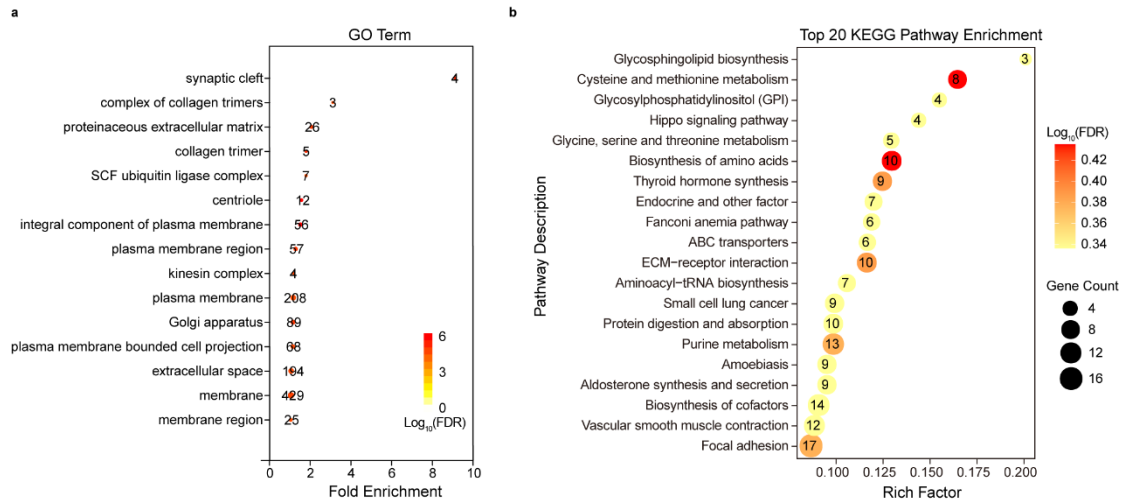 a
GO Term
synaptic cleft 4
complex of collagen trimers 3
proteinaceous extracellular matrix 26
collagen trimer 5
SCF ubiquitin ligase complex 7
centriole 12
integral component of plasma membrane 56
plasma membrane region 57
kinesin complex 4
plasma membrane 208
Golgi apparatus 89
plasma membrane bounded cell projection 68
extracellular space 194
membrane 429
membrane region 25
6
3
0
Log10(FDR)
0 2 4 6 8 10
Fold Enrichment
b
Top 20 KEGG Pathway Enrichment
Pathway Description
Glycosphingolipid biosynthesis 3
Cysteine and methionine metabolism 8
Glycosylphosphatidylinositol (GPI) 4
Hippo signaling pathway 4
Glycine, serine and threonine metabolism 5
Biosynthesis of amino acids 10
Thyroid hormone synthesis 9
Endocrine and other factor 7
Fanconi anemia pathway 6
ABC transporters 6
ECM−receptor interaction 10
Aminoacyl−tRNA biosynthesis 7
Small cell lung cancer 9
Protein digestion and absorption 10
Purine metabolism 13
Amoebiasis 9
Aldosterone synthesis and secretion 9
Biosynthesis of cofactors 14
Vascular smooth muscle contraction 12
Focal adhesion 17
0.100 0.125 0.150 0.175 0.200
Rich Factor
Log10(FDR)
0.42
0.40
0.38
0.36
0.34
Gene Count
4
8
12
16